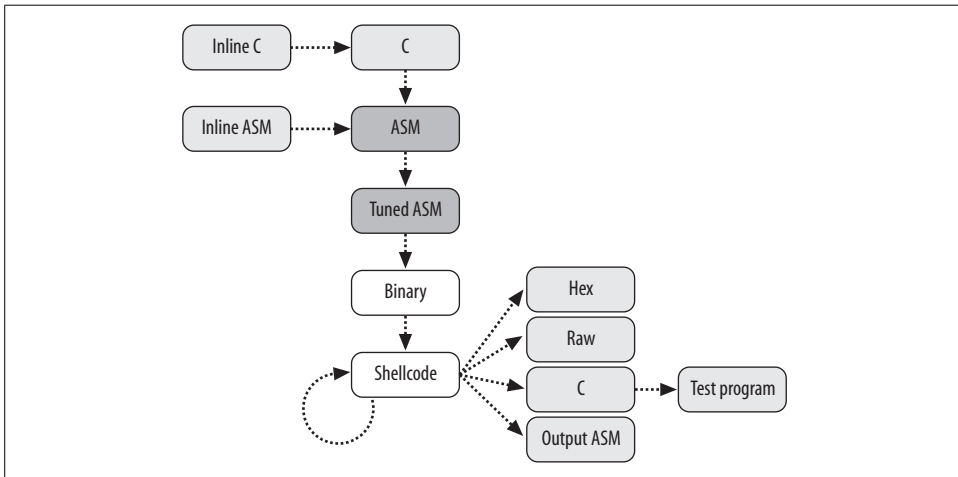 Inline C
C
Inline ASM
ASM
Tuned ASM
Binary
Hex
Raw
Shellcode
C
Test program
Output ASM